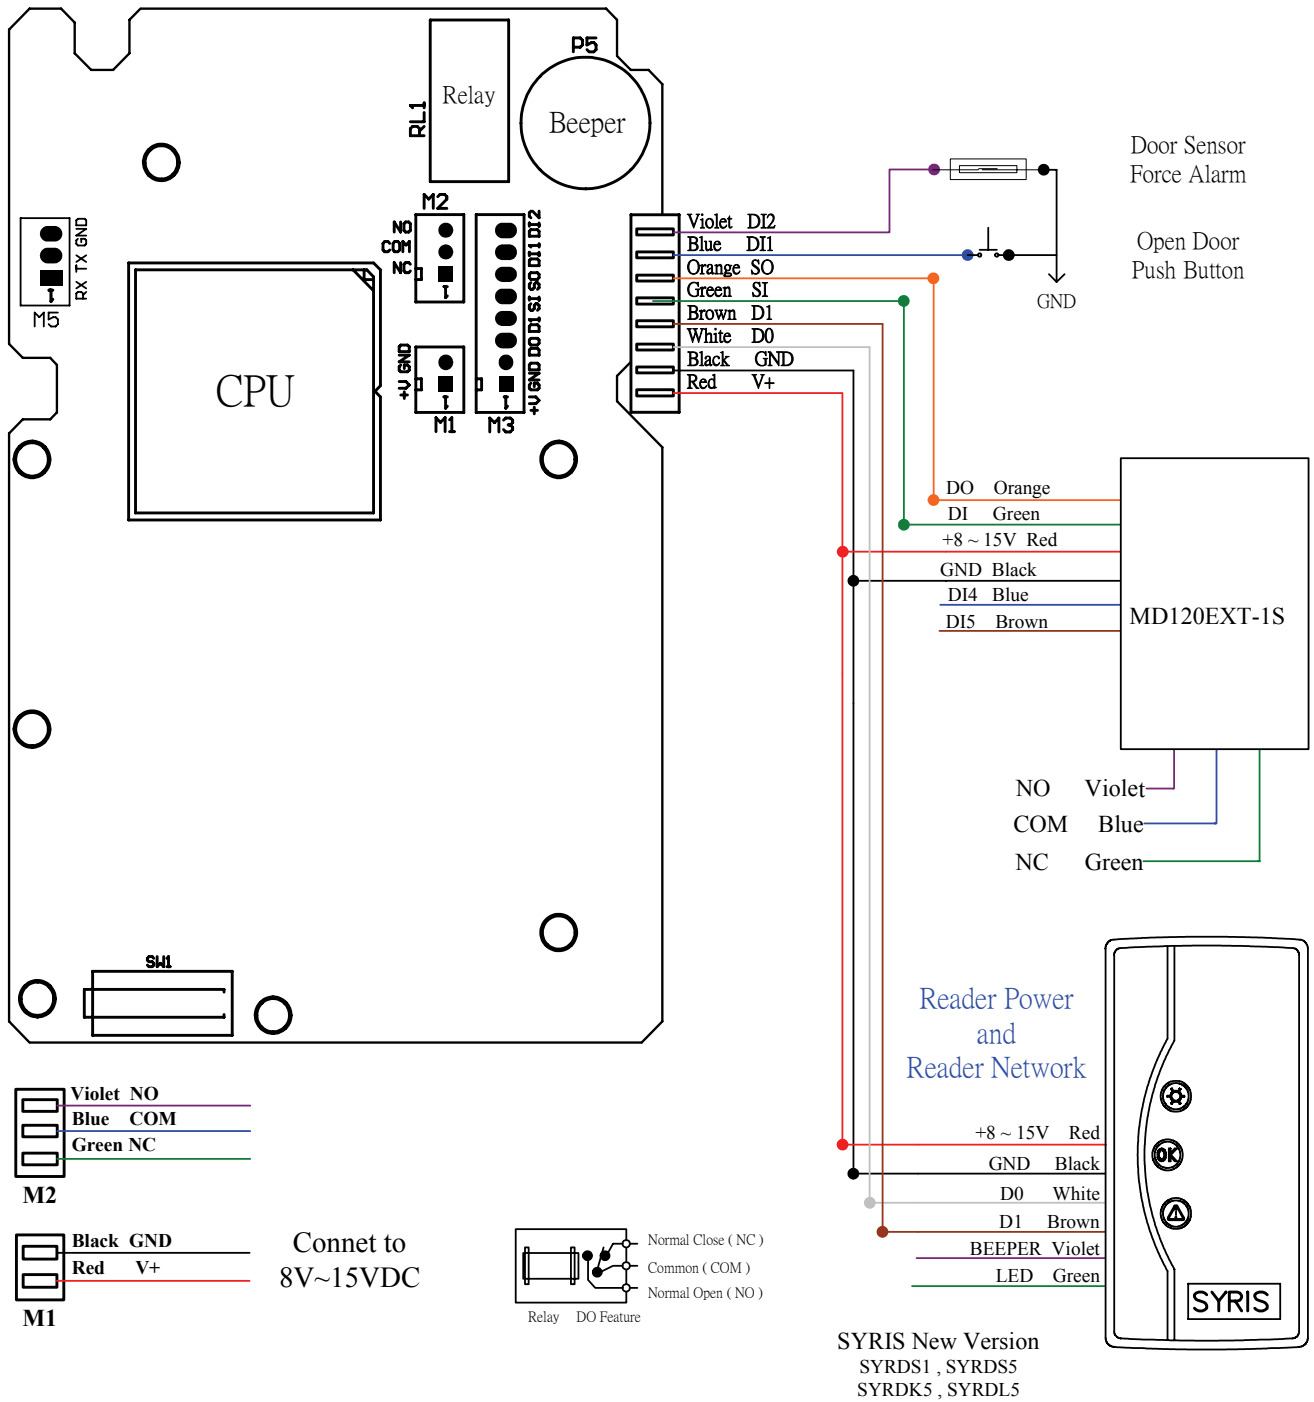 P5
Relay
RL1
Beeper
M2
NO
COM
NC
1
RX TX GND
1
M5
CPU
+V GND
1
M1
+V GND D0 D1 SI SO DI1 DI2
1
M3
Violet DI2
Blue DI1
Orange SO
Green SI
Brown D1
White D0
Black GND
Red V+
Door Sensor
Force Alarm
Open Door
Push Button
GND
DO Orange
DI Green
+8 ~ 15V Red
GND Black
DI4 Blue
DI5 Brown
MD120EXT-1S
NO Violet
COM Blue
NC Green
SW1
Reader Power
and
Reader Network
+8 ~ 15V Red
GND Black
D0 White
D1 Brown
BEEPER Violet
LED Green
OK
SYRIS
Violet NO
Blue COM
Green NC
M2
Black GND
Red V+
M1
Connet to
8V~15VDC
Normal Close ( NC )
Common ( COM )
Normal Open ( NO )
Relay DO Feature
SYRIS New Version
SYRDS1 , SYRDS5
SYRDK5 , SYRDL5